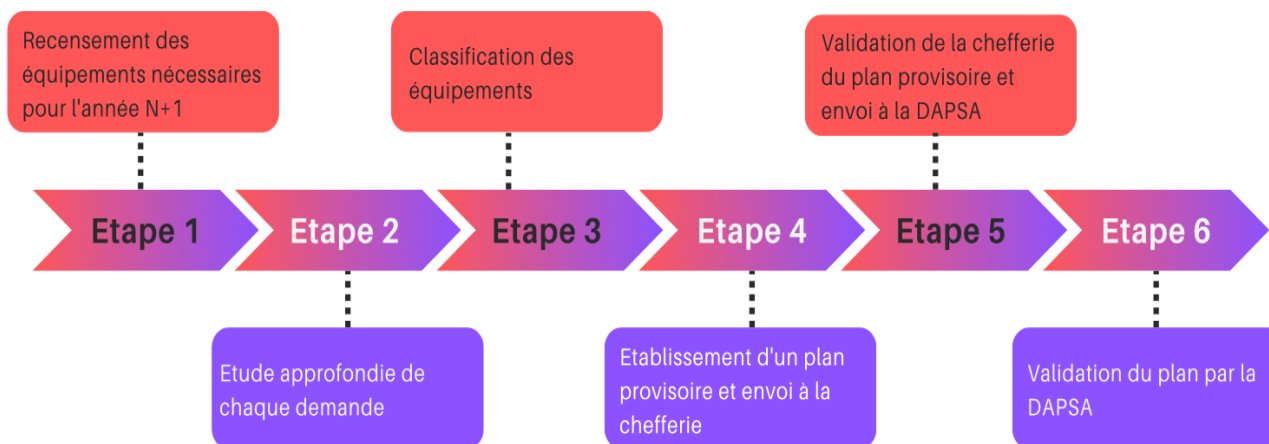 Recensement des
équipements nécessaires
pour l'année N+1
Classification des
équipements
Validation de la chefferie
du plan provisoire et
envoi à la DAPSA
Etape 1
Etape 2
Etape 3
Etape 4
Etape 5
Etape 6
Etude approfondie de
chaque demande
Etablissement d'un plan
provisoire et envoi à la
chefferie
Validation du plan par la
DAPSA